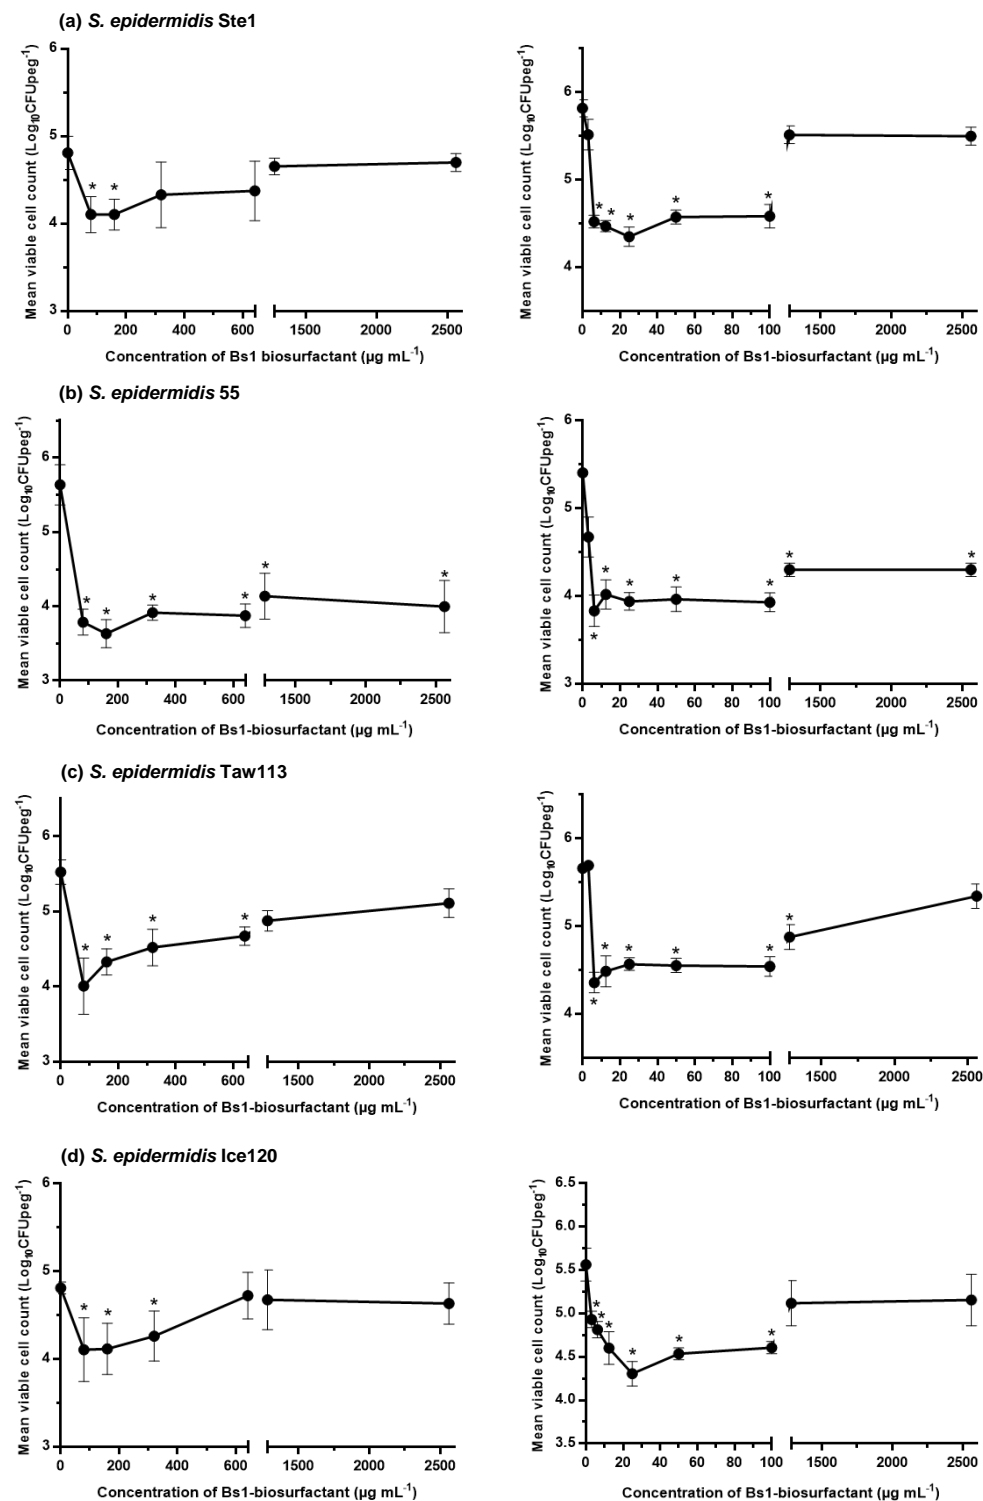 (a) S. epidermidis Ste1
Mean viable cell count (Log₁₀CFUpeg⁻¹)
6
5
4
3
0 200 400 600 1500 2000 2500
Concentration of Bs1 biosurfactant (µg mL⁻¹)
Mean viable cell count (Log₁₀CFUpeg⁻¹)
6
5
4
0 20 40 60 80 100 1500 2000 2500
Concentration of Bs1-biosurfactant (µg mL⁻¹)
(b) S. epidermidis 55
Mean viable cell count (Log₁₀CFUpeg⁻¹)
6
5
4
3
0 200 400 600 1500 2000 2500
Concentration of Bs1-biosurfactant (µg mL⁻¹)
Mean viable cell count (Log₁₀CFUpeg⁻¹)
6
5
4
3
0 20 40 60 80 100 1500 2000 2500
Concentration of Bs1-biosurfactant (µg mL⁻¹)
(c) S. epidermidis Taw113
Mean viable cell count (Log₁₀CFUpeg⁻¹)
6
5
4
3
0 200 400 600 1500 2000 2500
Concentration of Bs1-biosurfactant (µg mL⁻¹)
Mean viable cell count (Log₁₀CFUpeg⁻¹)
6
5
4
0 20 40 60 80 100 1500 2000 2500
Concentration of Bs1-biosurfactant (µg mL⁻¹)
(d) S. epidermidis Ice120
Mean viable cell count (Log₁₀CFUpeg⁻¹)
6
5
4
3
0 200 400 600 1500 2000 2500
Concentration of Bs1-biosurfactant (µg mL⁻¹)
Mean viable cell count (Log₁₀CFUpeg⁻¹)
6.5
6.0
5.5
5.0
4.5
4.0
3.5
0 20 40 60 80 100 1500 2000 2500
Concentration of Bs1-biosurfactant (µg mL⁻¹)